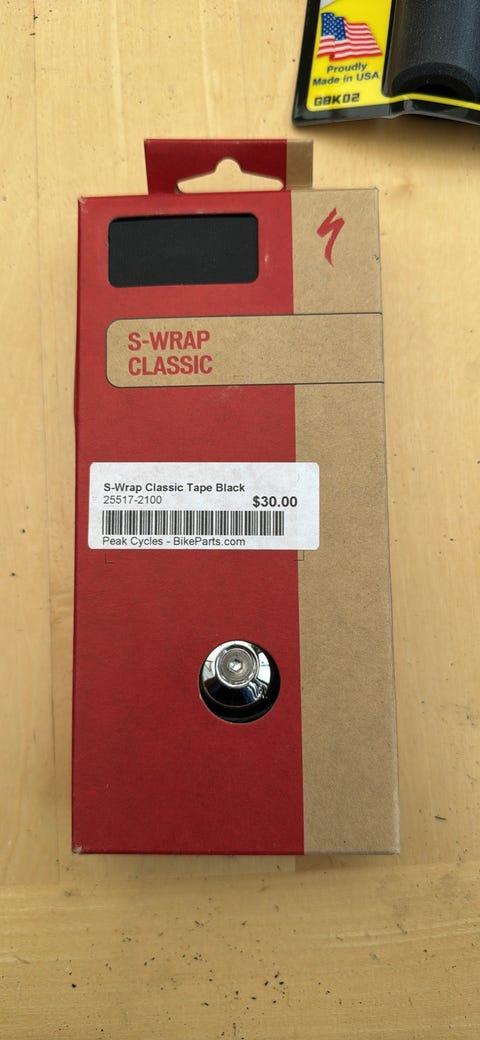 Proudly
Made in USA
GBK02
S-WRAP
CLASSIC
S-Wrap Classic Tape Black
25517-2100
$30.00
Peak Cycles - BikeParts.com